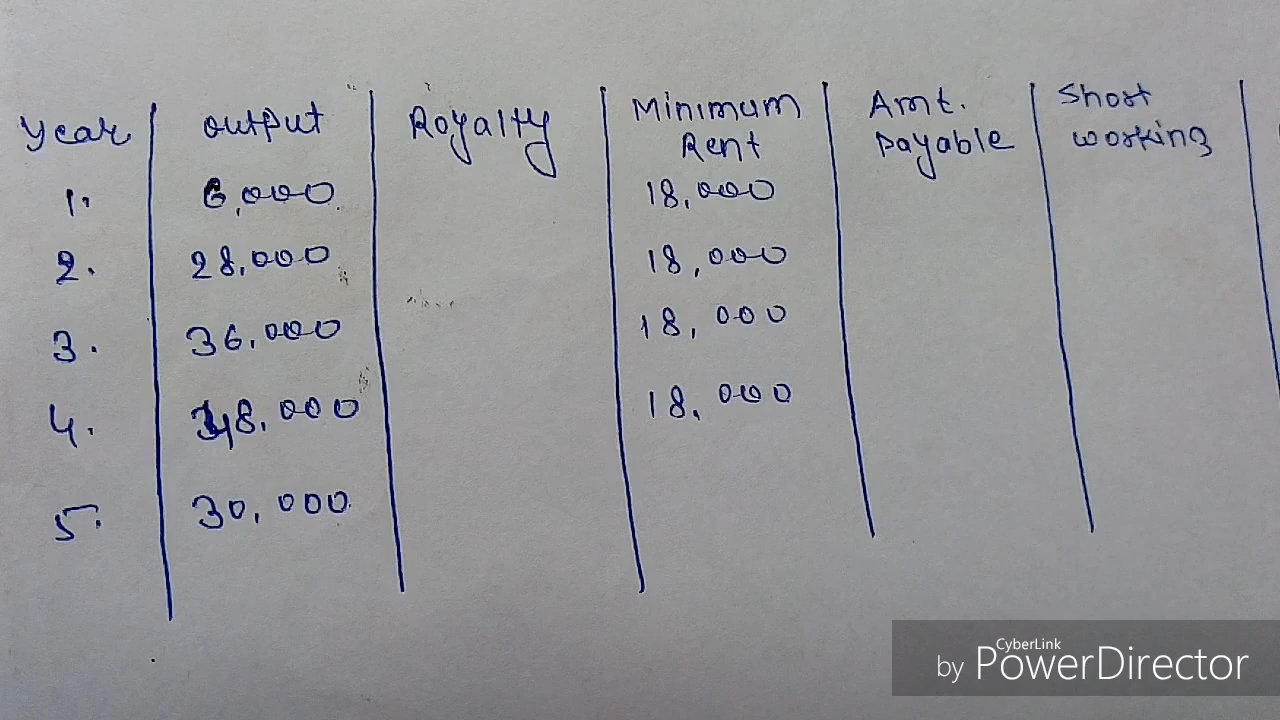 Year output Royalty Minimum Rent Amt. Payable Short working
1. 6,000 18,000
2. 28,000 18,000
3. 36,000 18,000
4. 48,000 18,000
5. 30,000
CyberLink
by PowerDirector